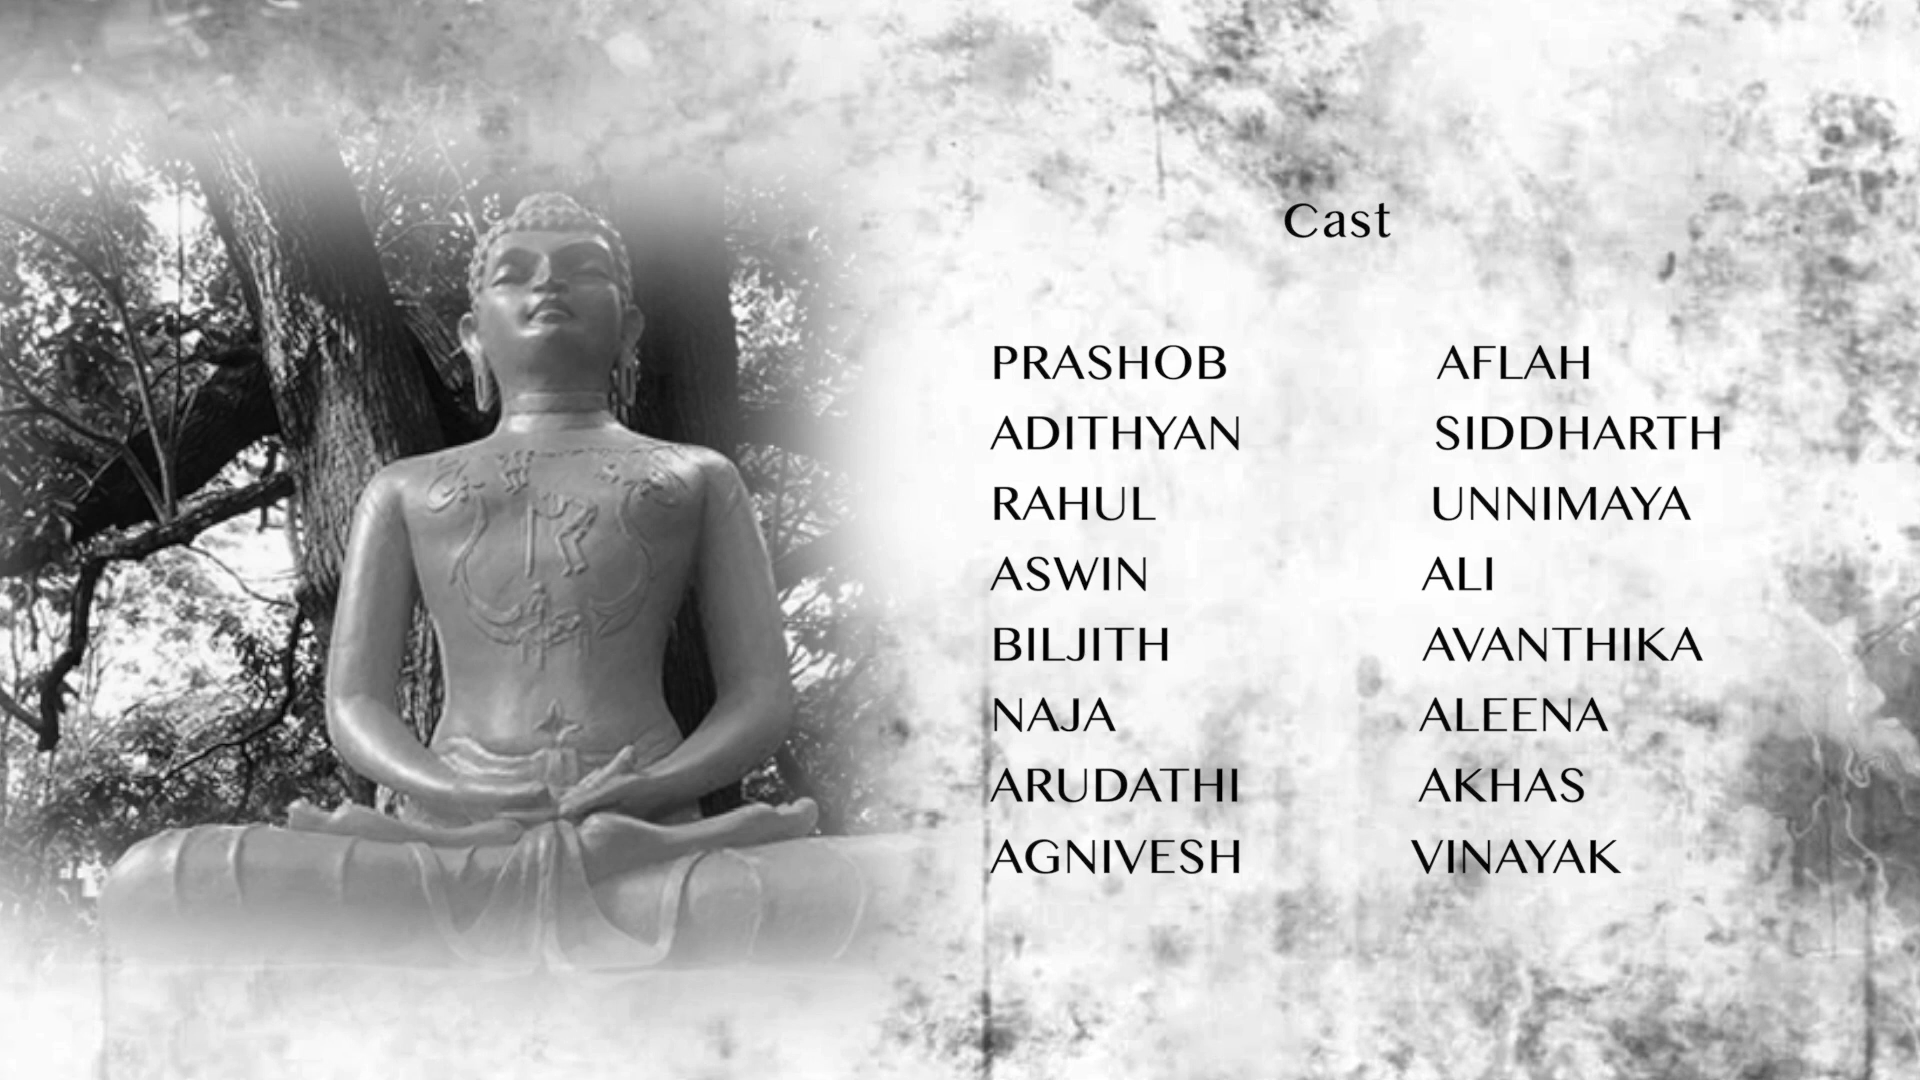 Cast
PRASHOB AFLAH
ADITHYAN SIDDHARTH
RAHUL UNNIMAYA
ASWIN ALI
BILJITH AVANTHIKA
NAJA ALEENA
ARUDATHI AKHAS
AGNIVESH VINAYAK